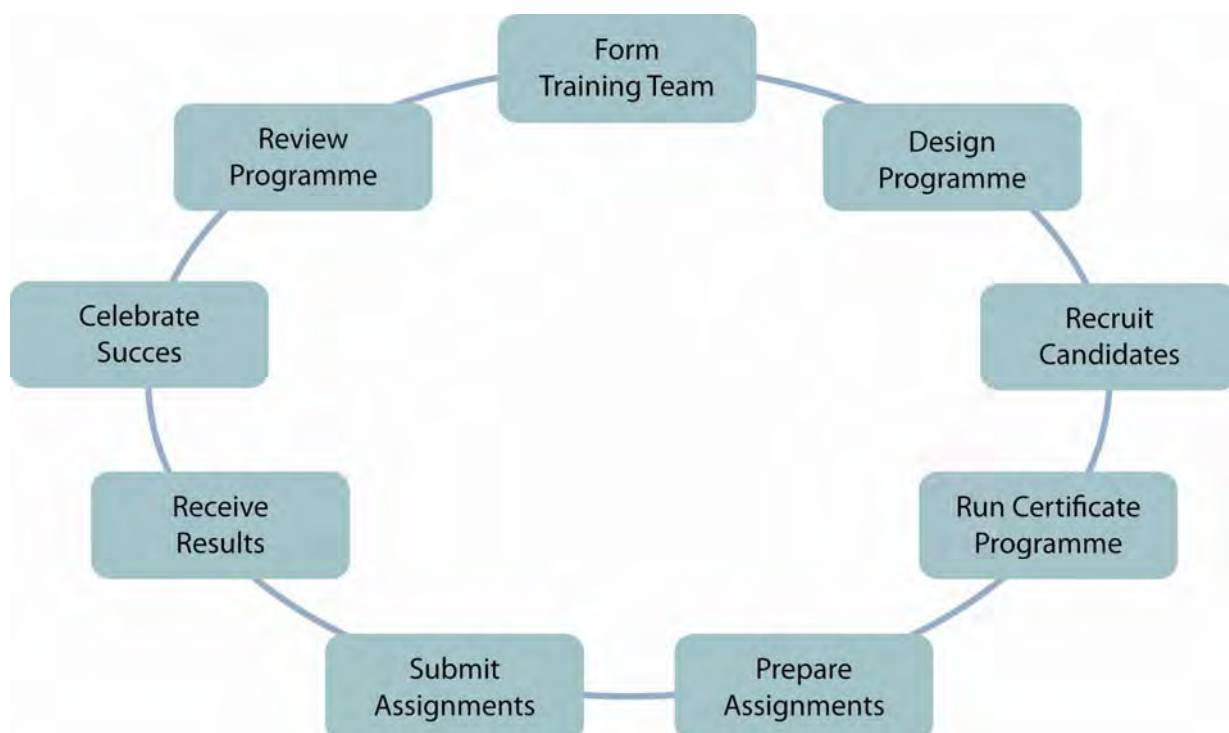 Form
Training Team
Design
Programme
Recruit
Candidates
Run Certificate
Programme
Prepare
Assignments
Submit
Assignments
Receive
Results
Celebrate
Succes
Review
Programme